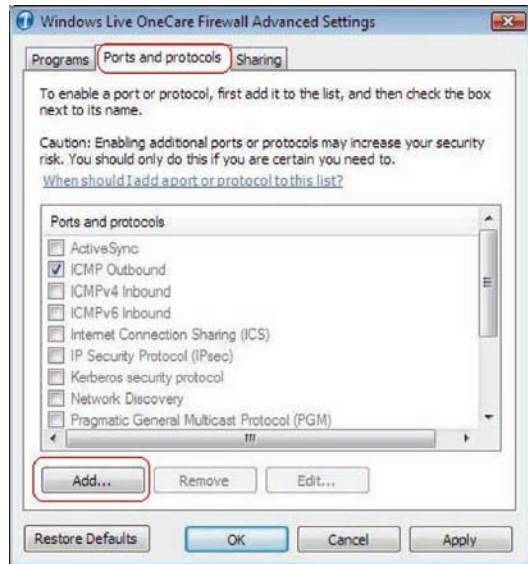 Windows Live OneCare Firewall Advanced Settings
Programs Ports and protocols Sharing
To enable a port or protocol, first add it to the list, and then check the box
next to its name.
Caution: Enabling additional ports or protocols may increase your security
risk. You should only do this if you are certain you need to.
When should I add a port or protocol to this list?
Ports and protocols
ActiveSync
ICMP Outbound
ICMPv4 Inbound
ICMPv6 Inbound
Internet Connection Sharing (ICS)
IP Security Protocol (IPsec)
Kerberos security protocol
Network Discovery
Pragmatic General Multicast Protocol (PGM)
Add... Remove Edit...
Restore Defaults OK Cancel Apply